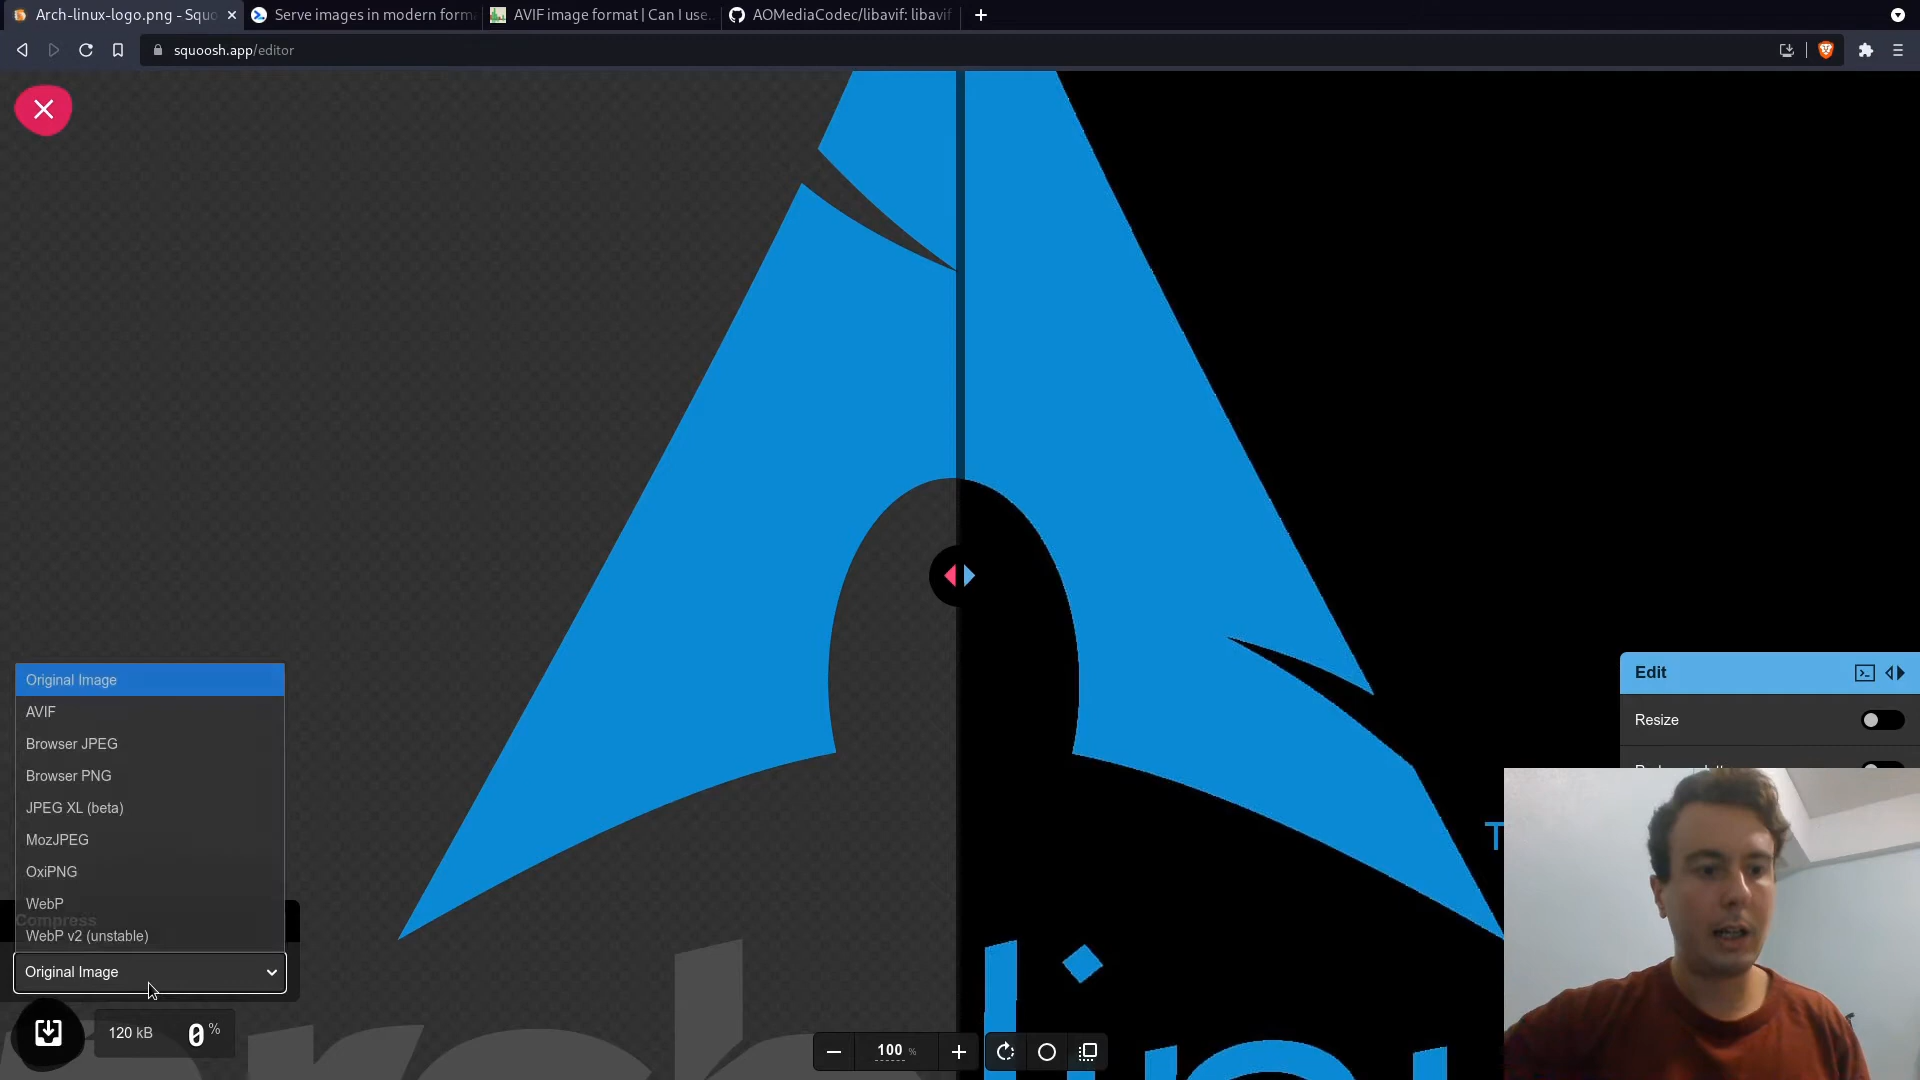 Arch-linux-logo.png - Squo
Serve images in modern form
AVIF image format | Can I use...
AOMediaCodec/libavif: libavif
squoosh.app/editor
Edit
Resize
Original Image
AVIF
Browser JPEG
Browser PNG
JPEG XL (beta)
MozJPEG
OxiPNG
WebP
Compress
WebP v2 (unstable)
Original Image
120 kB
0 %
100 %